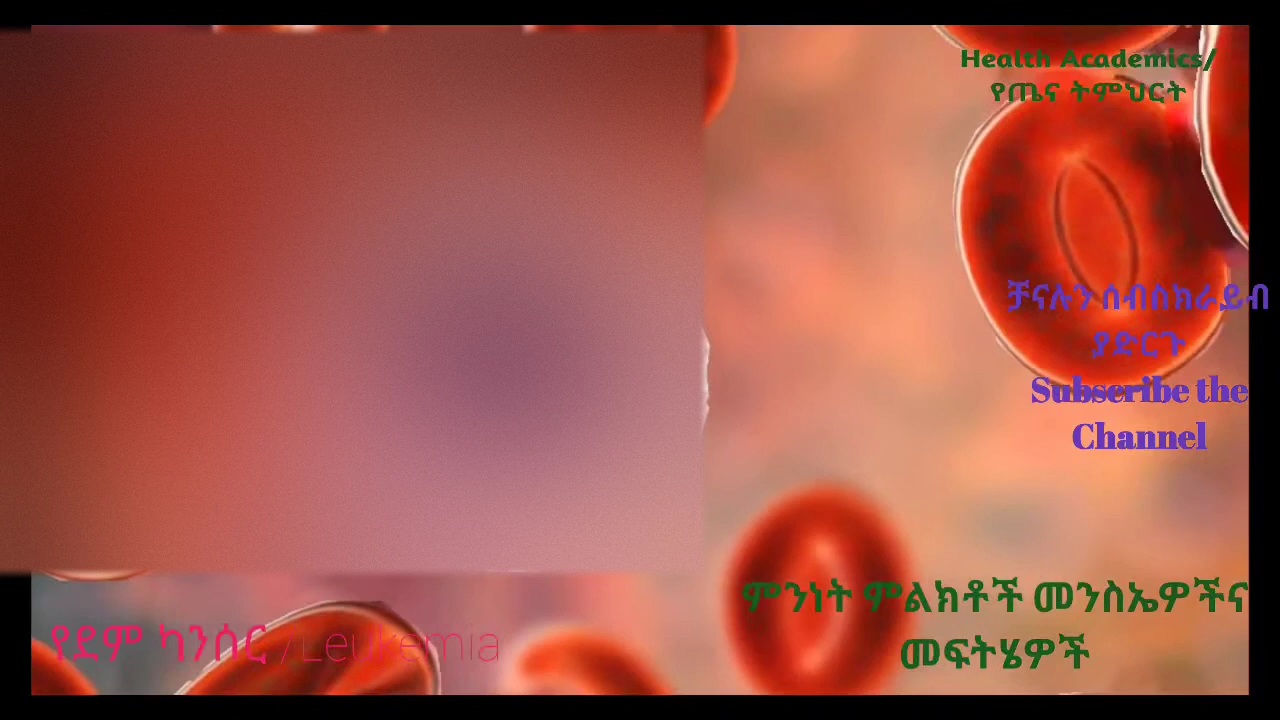 Health Academics/
የጤና ትምህርት
ቻናሉን ሰብስክራይብ
ያድርጉ
Subscribe the
Channel
ምንነት ምልክቶች መንስኤዎችና
መፍትሄዎች
የደም ካንሰር /Leukemia